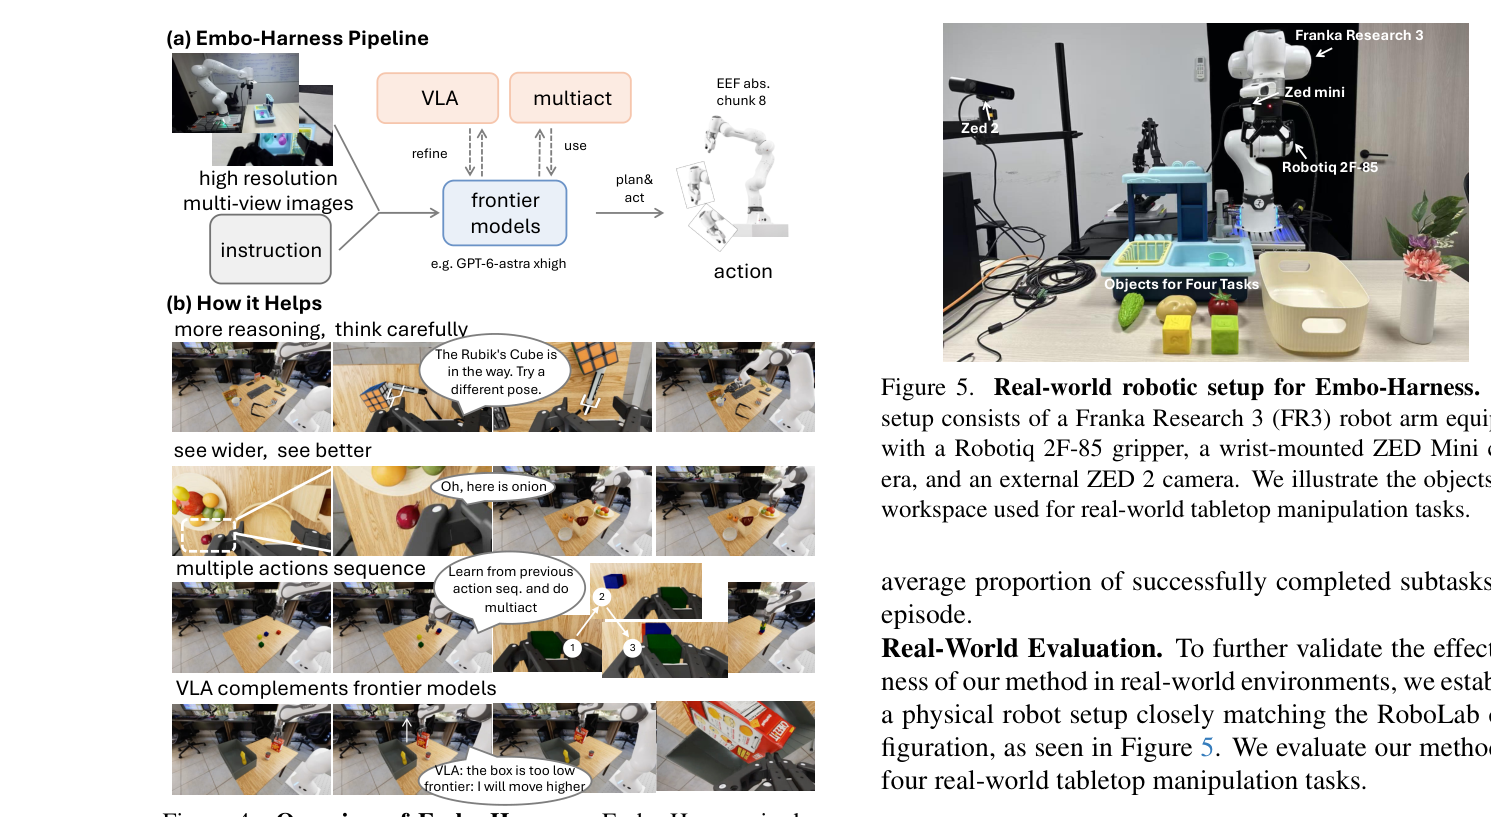 (a) Embo-Harness Pipeline
VLA
multiact
refine
use
high resolution
multi-view images
instruction
frontier
models
e.g. GPT-6-astra xhigh
plan&
act
EEF abs.
chunk 8
action
(b) How it Helps
more reasoning, think carefully
The Rubik's Cube is
in the way. Try a
different pose.
see wider, see better
Oh, here is onion
multiple actions sequence
Learn from previous
action seq. and do
multiact
1
2
3
VLA complements frontier models
VLA: the box is too low
frontier: I will move higher
Franka Research 3
Zed mini
Zed 2
Robotiq 2F-85
Objects for Four Tasks
Figure 5. Real-world robotic setup for Embo-Harness.
setup consists of a Franka Research 3 (FR3) robot arm equip
with a Robotiq 2F-85 gripper, a wrist-mounted ZED Mini c
era, and an external ZED 2 camera. We illustrate the objects
workspace used for real-world tabletop manipulation tasks.
average proportion of successfully completed subtasks
episode.
Real-World Evaluation. To further validate the effect
ness of our method in real-world environments, we estab
a physical robot setup closely matching the RoboLab
figuration, as seen in Figure 5. We evaluate our method
four real-world tabletop manipulation tasks.